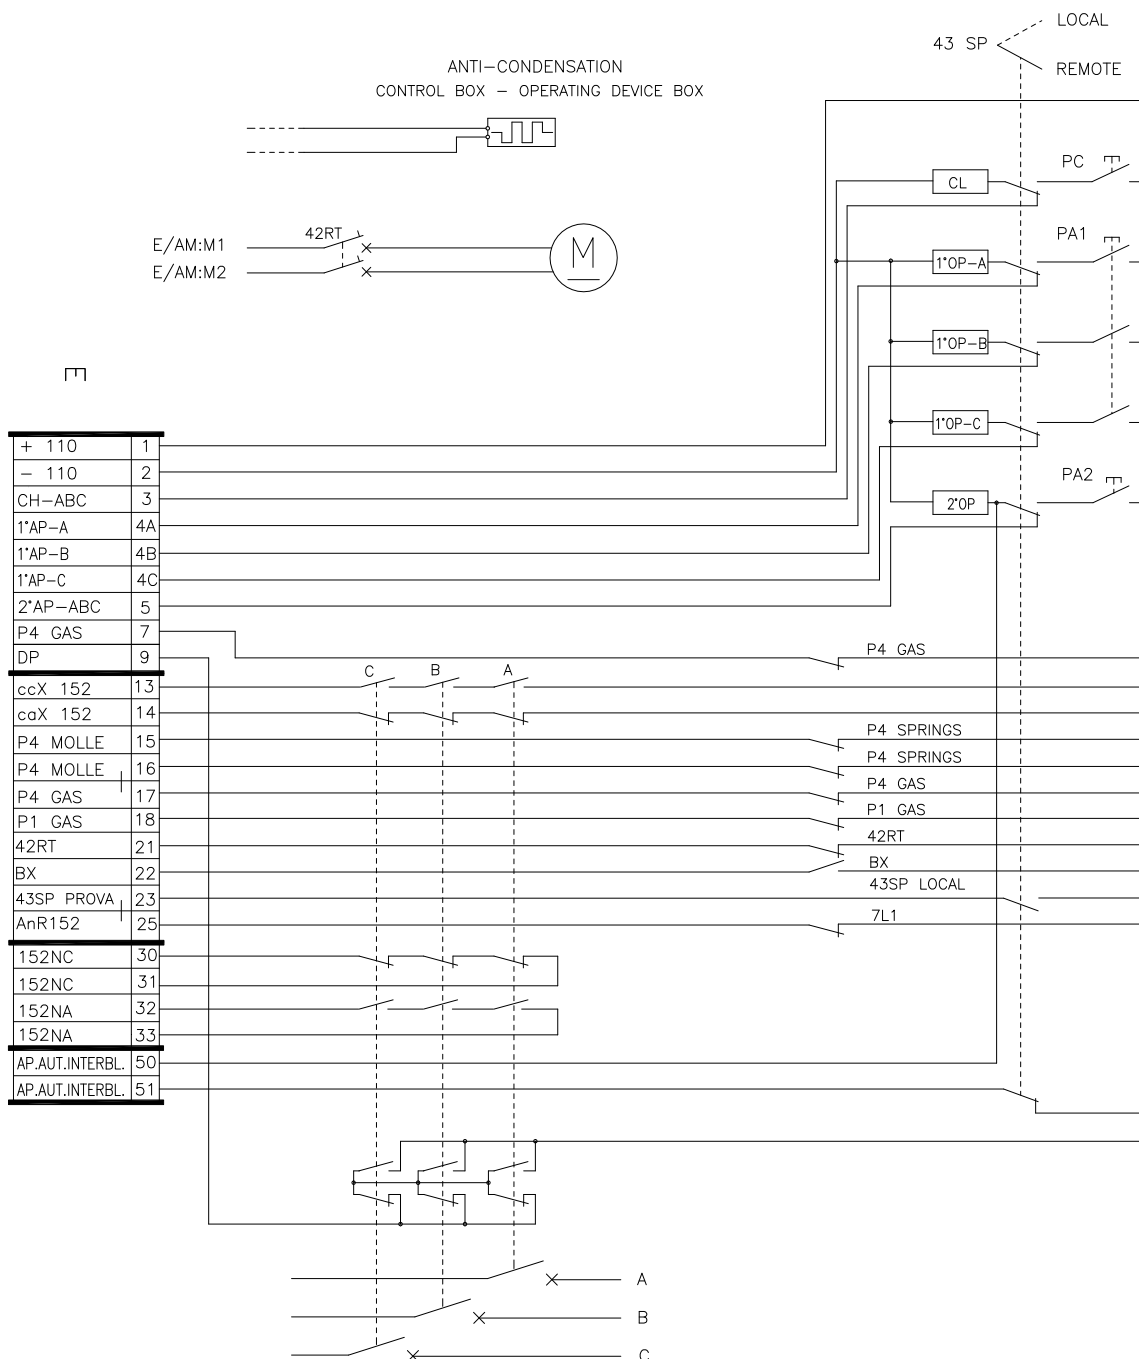 LOCAL
43 SP
REMOTE
ANTI-CONDENSATION
CONTROL BOX - OPERATING DEVICE BOX
PC
CL
E/AM:M1
42RT
M
PA1
E/AM:M2
1°OP-A
1°OP-B
E
1°OP-C
+ 110 1
- 110 2
PA2
CH-ABC 3
2°OP
1°AP-A 4A
1°AP-B 4B
1°AP-C 4C
2°AP-ABC 5
P4 GAS 7
DP 9
P4 GAS
C B A
ccX 152 13
caX 152 14
P4 SPRINGS
P4 MOLLE 15
P4 SPRINGS
P4 MOLLE 16
P4 GAS
P4 GAS 17
P1 GAS
P1 GAS 18
42RT
42RT 21
BX
BX 22
43SP LOCAL
43SP PROVA 23
7L1
AnR152 25
152NC 30
152NC 31
152NA 32
152NA 33
AP.AUT.INTERBL. 50
AP.AUT.INTERBL. 51
A
B
C